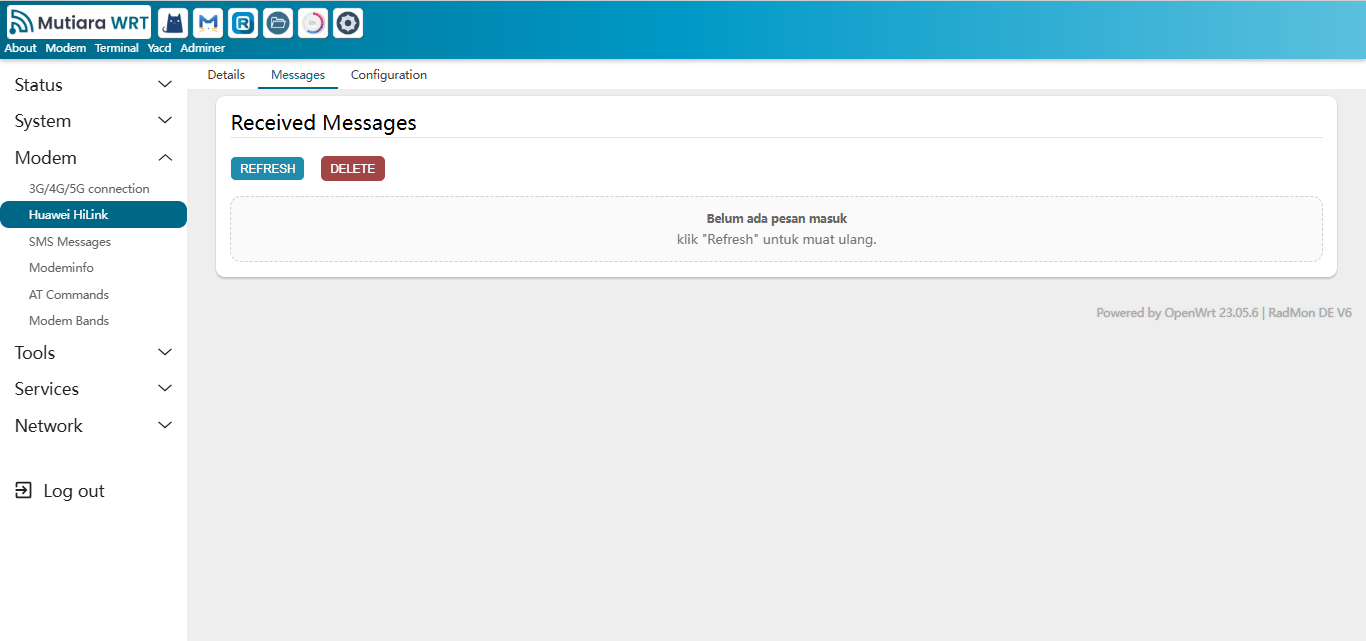 Mutiara WRT
About Modem Terminal Yacd Adminer
Status
System
Modem
3G/4G/5G connection
Huawei HiLink
SMS Messages
Modeminfo
AT Commands
Modem Bands
Tools
Services
Network
Log out
Details Messages Configuration
Received Messages
REFRESH DELETE
Belum ada pesan masuk
klik "Refresh" untuk muat ulang.
Powered by OpenWrt 23.05.6 | RadMon DE V6